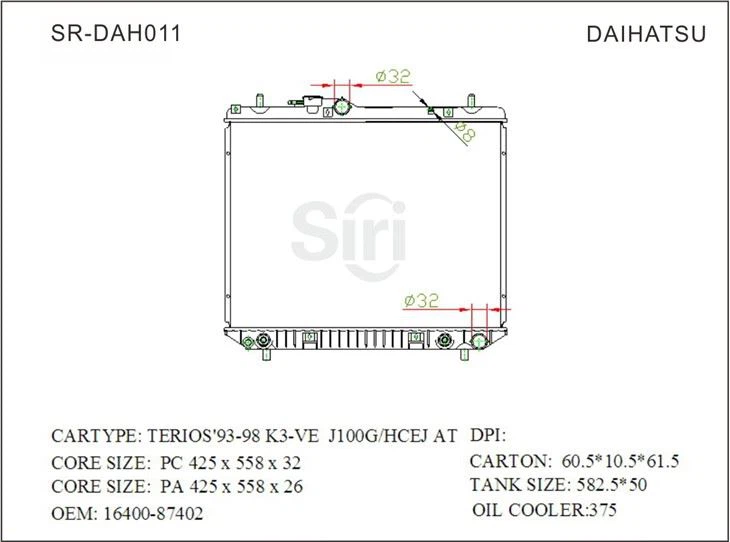 SR-DAH011
DAIHATSU
ø32
ø8
Siri
ø32
CARTYPE: TERIOS'93-98 K3-VE J100G/HCEJ AT
DPI:
CORE SIZE: PC 425 x 558 x 32
CARTON: 60.5*10.5*61.5
CORE SIZE: PA 425 x 558 x 26
TANK SIZE: 582.5*50
OEM: 16400-87402
OIL COOLER:375